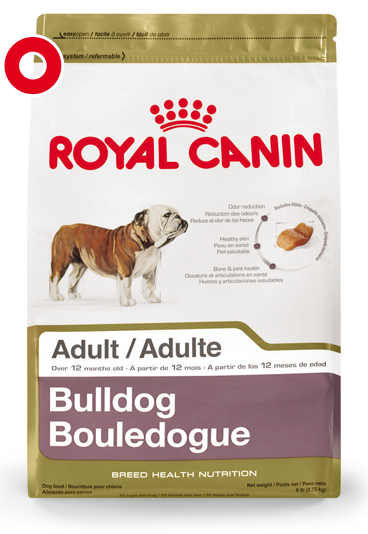 easyopen / facile à ouvrir / fácil de abrir
system / refermable
ROYAL CANIN
Odor reduction
Réduction des odeurs
Reduce el olor de las heces
Healthy skin
Peau en santé
Piel saludable
Bone & joint health
Ossature et articulations en santé
Huesos y articulaciones saludables
Exclusive kibble
Adult / Adulte
Over 12 months old - À partir de 12 mois - A partir de los 12 meses de edad
Bulldog
Bouledogue
BREED HEALTH NUTRITION
Dog food / Nourriture pour chiens
Alimento para perros
Net weight / Poids net / Peso neto
6 lb (2.72 kg)